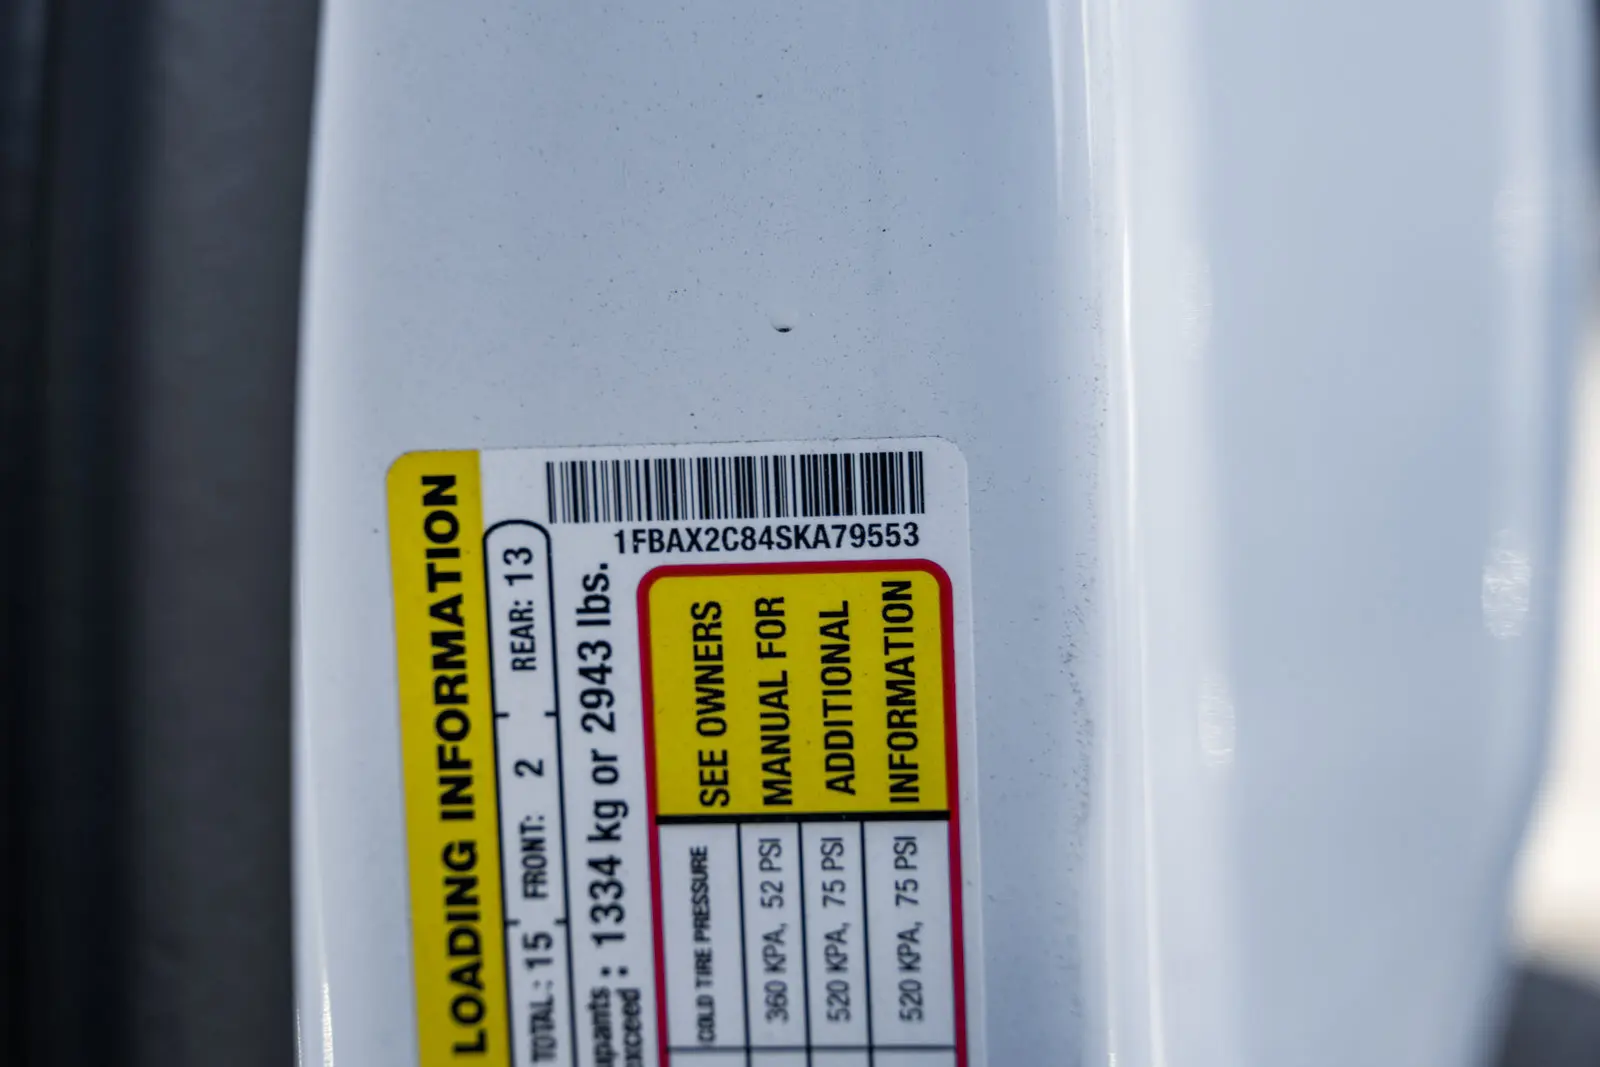 1FBAX2C84SKA79553
LOADING INFORMATION
TOTAL: 15 FRONT: 2 REAR: 13
exceed : 1334 kg or 2943 lbs.
SEE OWNERS
MANUAL FOR
ADDITIONAL
INFORMATION
COLD TIRE PRESSURE
360 KPA, 52 PSI
520 KPA, 75 PSI
520 KPA, 75 PSI